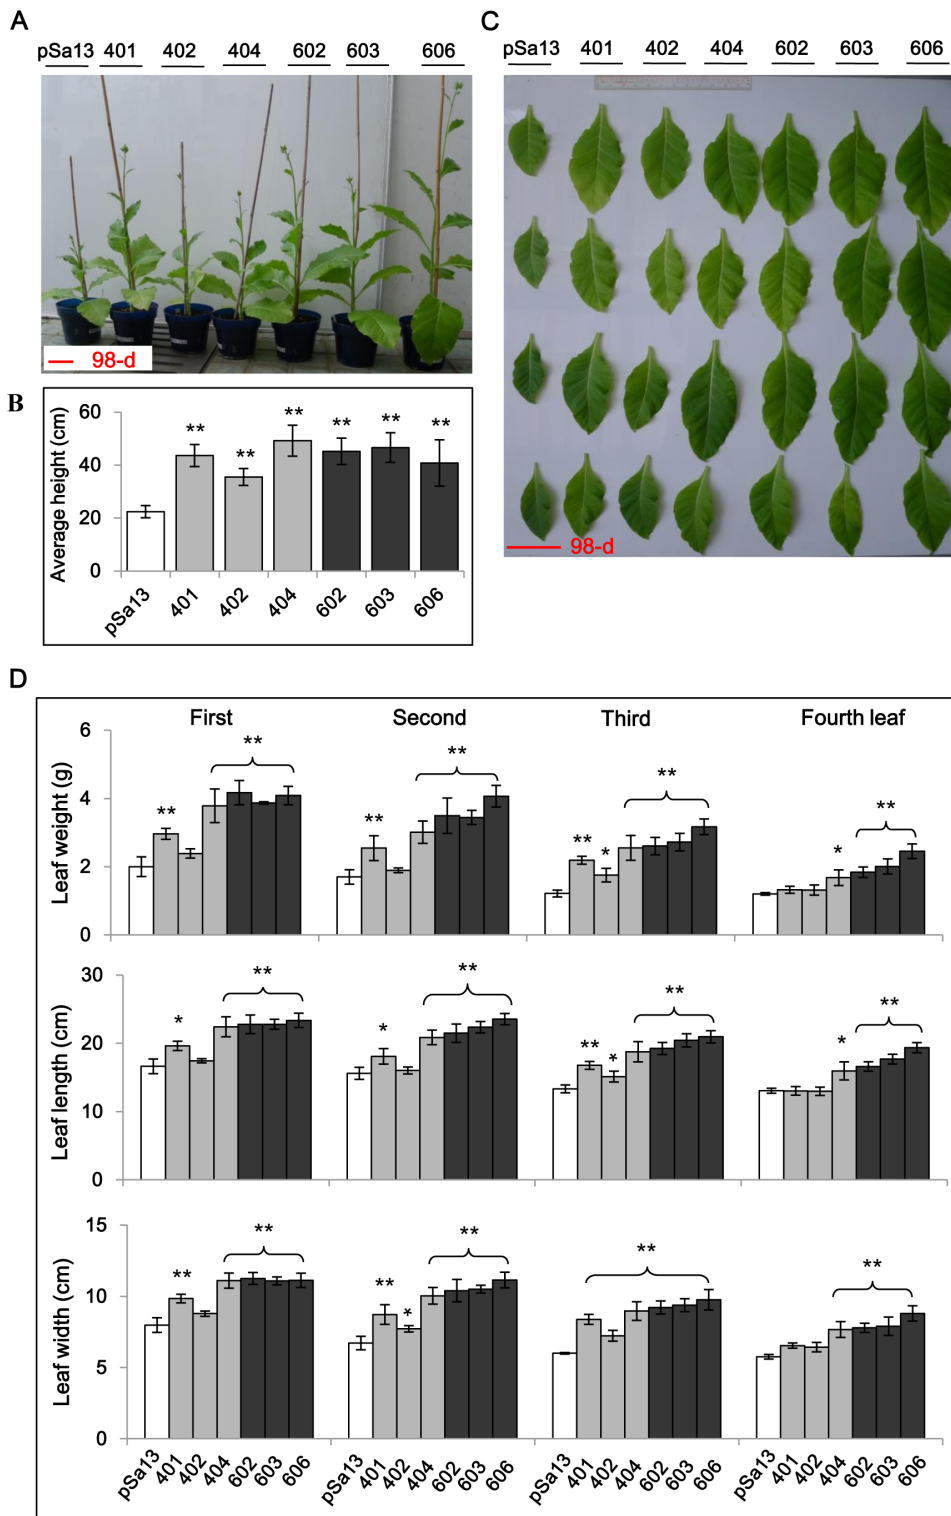 A
pSa13 401 402 404 602 603 606
98-d
B
Average height (cm)
60
40
20
0
** ** ** ** ** **
pSa13 401 402 404 602 603 606
C
pSa13 401 402 404 602 603 606
98-d
D
First Second Third Fourth leaf
Leaf weight (g)
6
4
2
0
** ** ** ** ** * ** * **
Leaf length (cm)
30
20
10
0
* ** * ** ** * ** * **
Leaf width (cm)
15
10
5
0
** ** ** * ** ** **
pSa13 401 402 404 602 603 606 pSa13 401 402 404 602 603 606 pSa13 401 402 404 602 603 606 pSa13 401 402 404 602 603 606